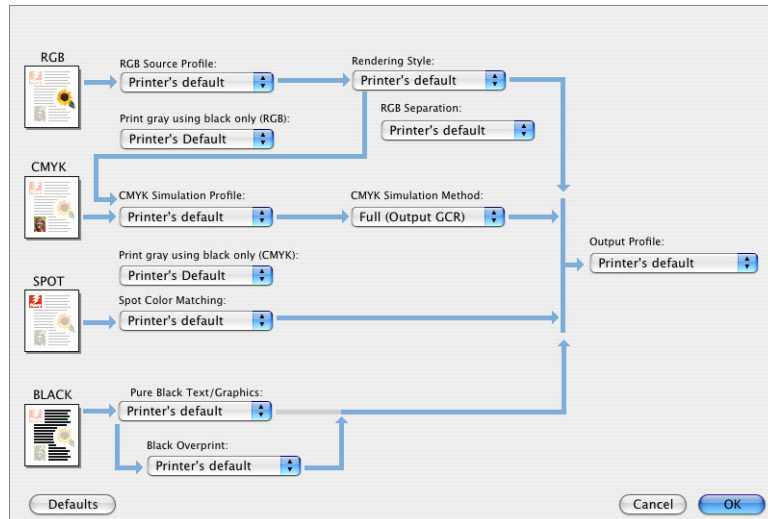 RGB
RGB Source Profile:
Printer's default
Rendering Style:
Printer's default
Print gray using black only (RGB):
Printer's Default
RGB Separation:
Printer's default
CMYK
CMYK Simulation Profile:
Printer's default
CMYK Simulation Method:
Full (Output GCR)
Output Profile:
Printer's default
Print gray using black only (CMYK):
Printer's Default
SPOT
Spot Color Matching:
Printer's default
BLACK
Pure Black Text/Graphics:
Printer's default
Black Overprint:
Printer's default
Defaults
Cancel
OK